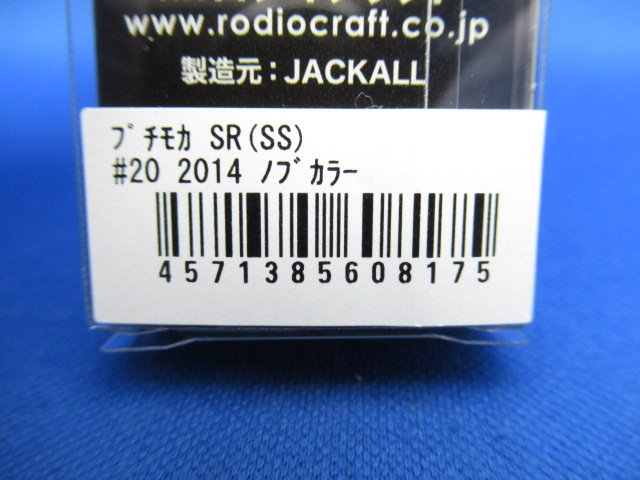 www.rodiocraft.co.jp
製造元：JACKALL
ﾌﾟﾁﾓｶ SR(SS)
#20 2014 ﾉﾌﾞｶﾗｰ
4571385608175